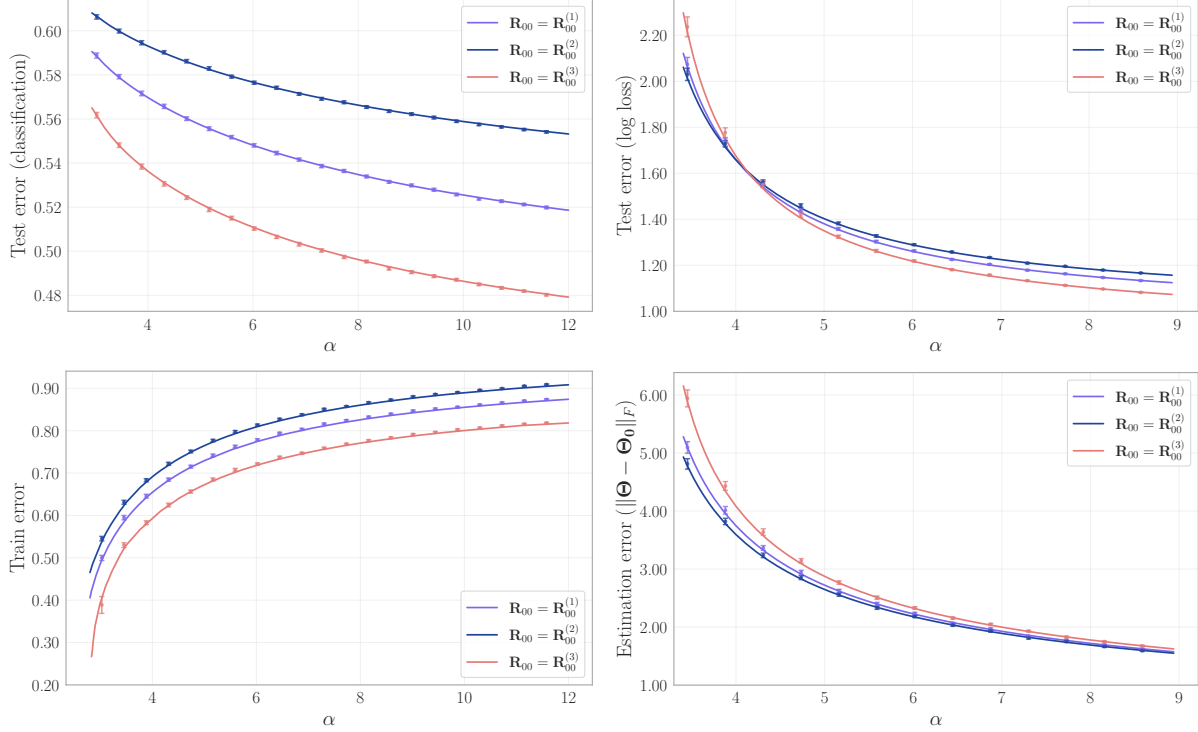 Test error (classification)
0.60
0.58
0.56
0.54
0.52
0.50
0.48
4
6
8
10
12
α
R₀₀ = R₀₀⁽¹⁾
R₀₀ = R₀₀⁽²⁾
R₀₀ = R₀₀⁽³⁾
Test error (log loss)
2.20
2.00
1.80
1.60
1.40
1.20
1.00
4
5
6
7
8
9
α
R₀₀ = R₀₀⁽¹⁾
R₀₀ = R₀₀⁽²⁾
R₀₀ = R₀₀⁽³⁾
Train error
0.90
0.80
0.70
0.60
0.50
0.40
0.30
0.20
4
6
8
10
12
α
R₀₀ = R₀₀⁽¹⁾
R₀₀ = R₀₀⁽²⁾
R₀₀ = R₀₀⁽³⁾
Estimation error (‖Θ − Θ₀‖_F)
6.00
5.00
4.00
3.00
2.00
1.00
4
5
6
7
8
9
α
R₀₀ = R₀₀⁽¹⁾
R₀₀ = R₀₀⁽²⁾
R₀₀ = R₀₀⁽³⁾